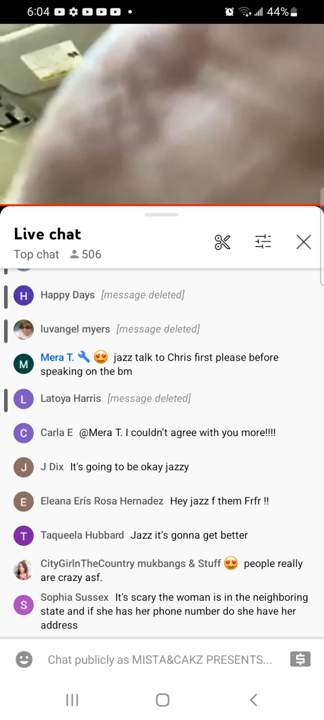 6:04
44%
Live chat
Top chat 506
Happy Days [message deleted]
luvangel myers [message deleted]
Mera T. 🔧 😍 jazz talk to Chris first please before
speaking on the bm
Latoya Harris [message deleted]
Carla E @Mera T. I couldn't agree with you more!!!!
J Dix It's going to be okay jazzy
Eleana Erís Rosa Hernadez Hey jazz f them Frfr !!
Taqueela Hubbard Jazz it's gonna get better
CityGirlnTheCountry mukbangs & Stuff 😍 people really
are crazy asf.
Sophia Sussex It's scary the woman is in the neighboring
state and if she has her phone number do she have her
address
Chat publicly as MISTA&CAKZ PRESENTS...